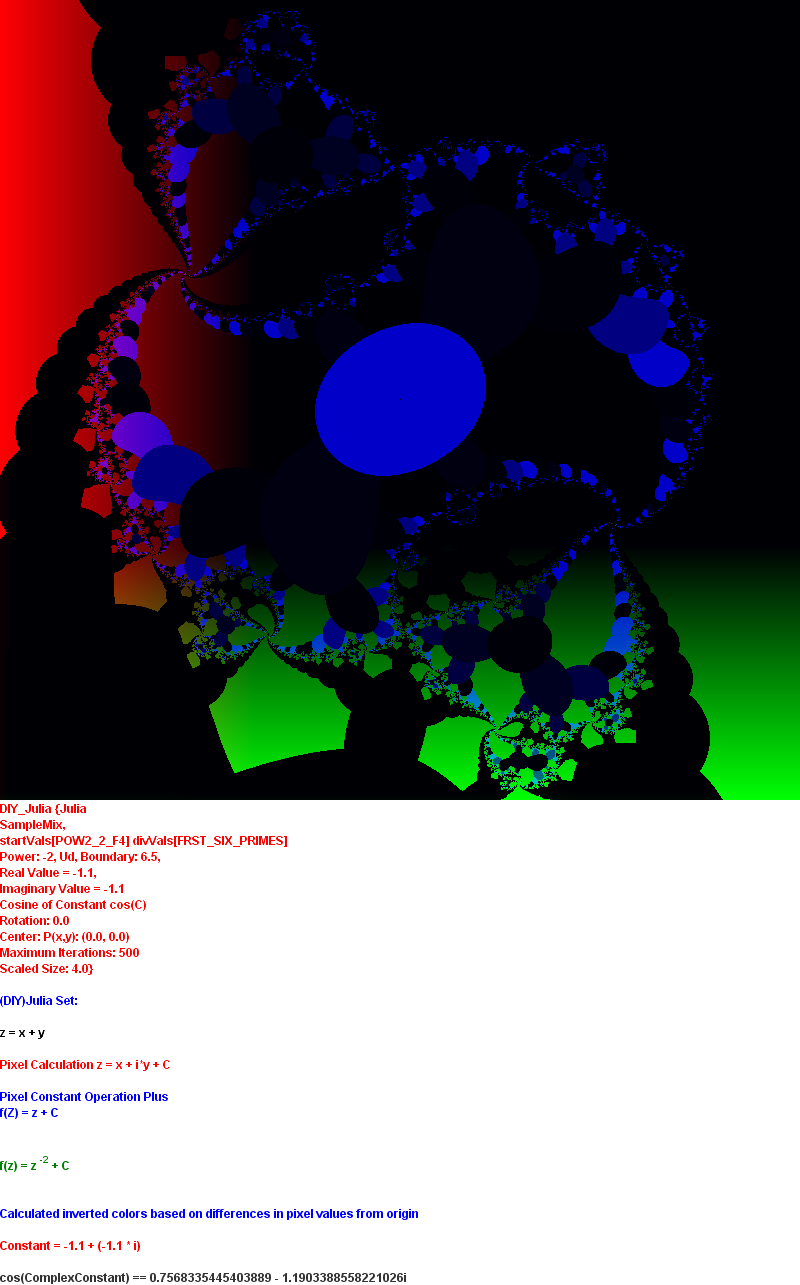 DIY_Julia {Julia
SampleMix,
startVals[POW2_2_F4] divVals[FRST_SIX_PRIMES]
Power: -2, Ud, Boundary: 6.5,
Real Value = -1.1,
Imaginary Value = -1.1
Cosine of Constant cos(C)
Rotation: 0.0
Center: P(x,y): (0.0, 0.0)
Maximum Iterations: 500
Scaled Size: 4.0}
(DIY)Julia Set:
z = x + y
Pixel Calculation z = x + i*y + C
Pixel Constant Operation Plus
f(Z) = z + C
f(z) = z -2 + C
Calculated inverted colors based on differences in pixel values from origin
Constant = -1.1 + (-1.1 * i)
cos(ComplexConstant) == 0.7568335445403889 - 1.1903388558221026i